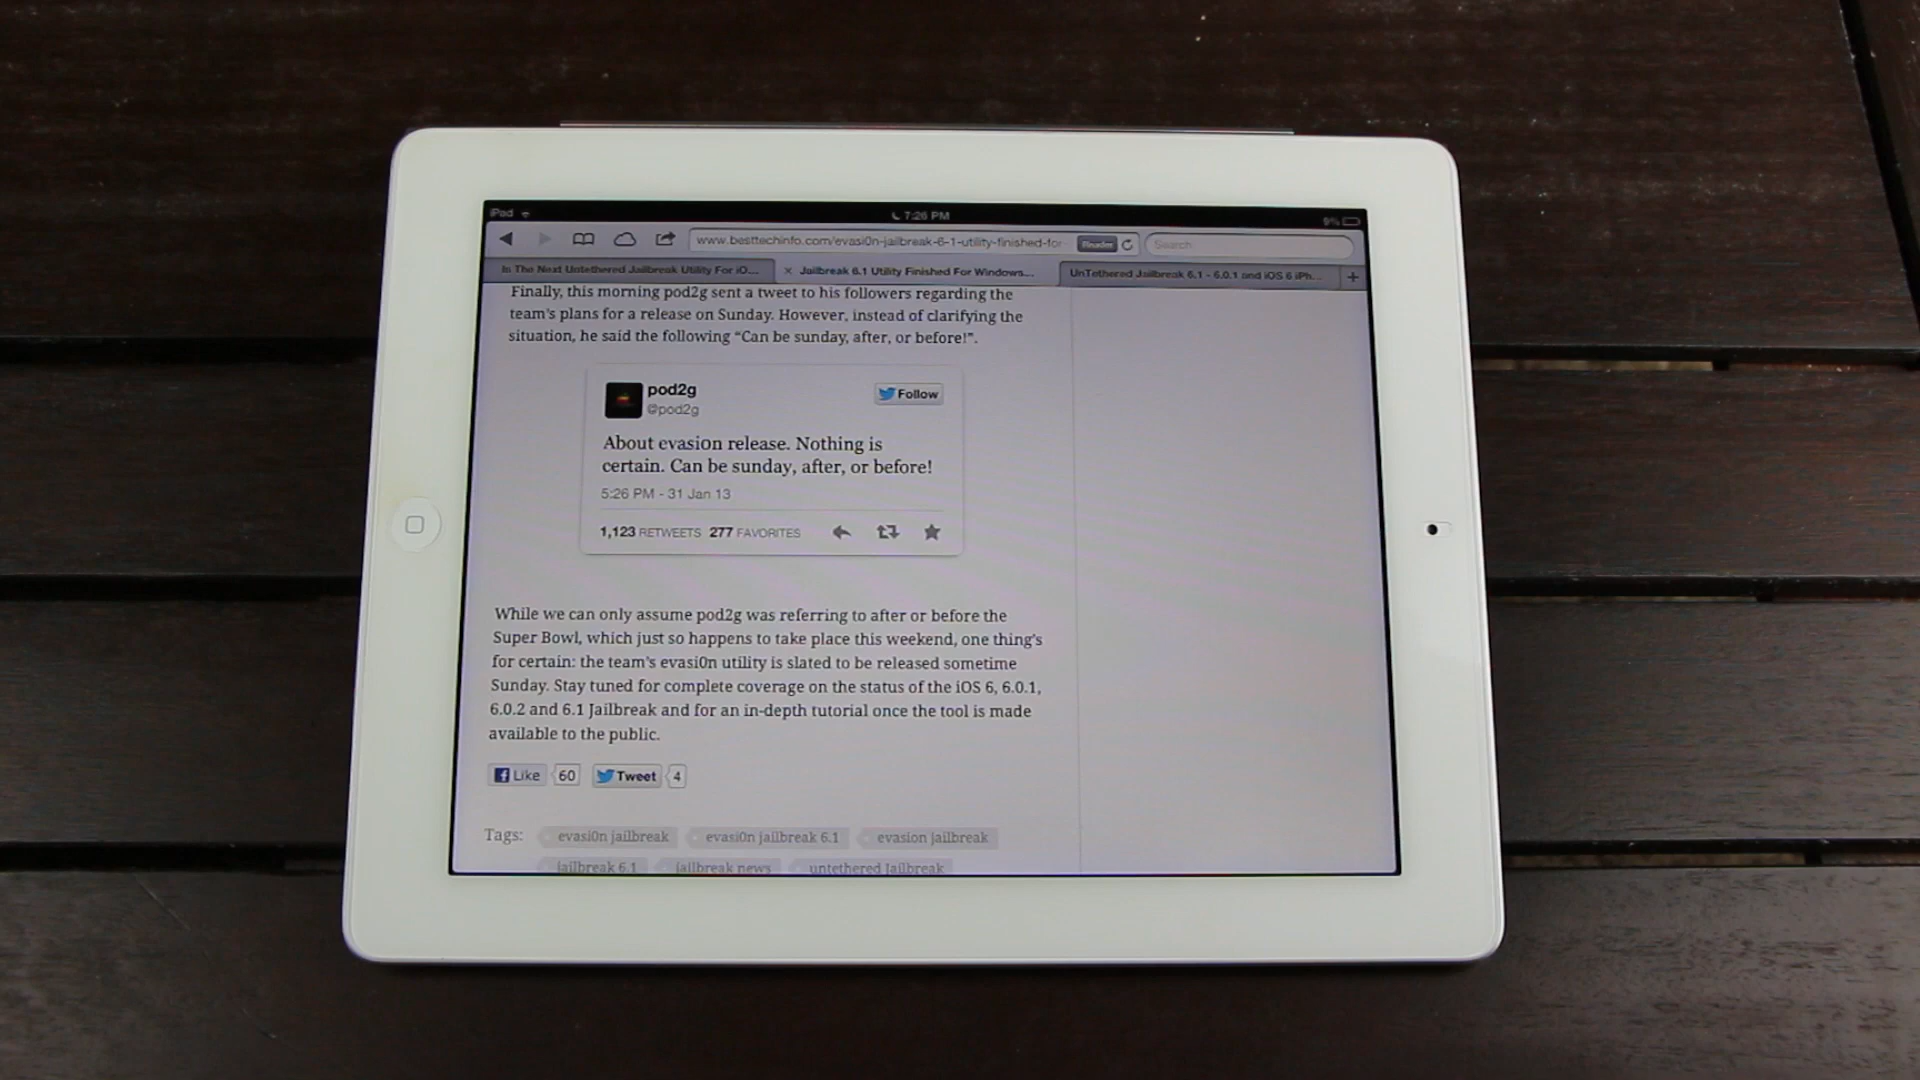 iPad
7:26 PM
9%
www.besttechinfo.com/evasi0n-jailbreak-6-1-utility-finished-for
Reader
Search
In The Next Untethered Jailbreak Utility For iO...
Jailbreak 6.1 Utility Finished For Windows...
UnTethered Jailbreak 6.1 - 6.0.1 and iOS 6 iPh...
Finally, this morning pod2g sent a tweet to his followers regarding the
team's plans for a release on Sunday. However, instead of clarifying the
situation, he said the following “Can be sunday, after, or before!”.
pod2g
@pod2g
Follow
About evasi0n release. Nothing is
certain. Can be sunday, after, or before!
5:26 PM - 31 Jan 13
1,123 RETWEETS 277 FAVORITES
While we can only assume pod2g was referring to after or before the
Super Bowl, which just so happens to take place this weekend, one thing's
for certain: the team's evasi0n utility is slated to be released sometime
Sunday. Stay tuned for complete coverage on the status of the iOS 6, 6.0.1,
6.0.2 and 6.1 Jailbreak and for an in-depth tutorial once the tool is made
available to the public.
Like 60 Tweet 4
Tags: evasi0n jailbreak evasi0n jailbreak 6.1 evasion jailbreak
jailbreak 6.1 jailbreak news untethered Jailbreak